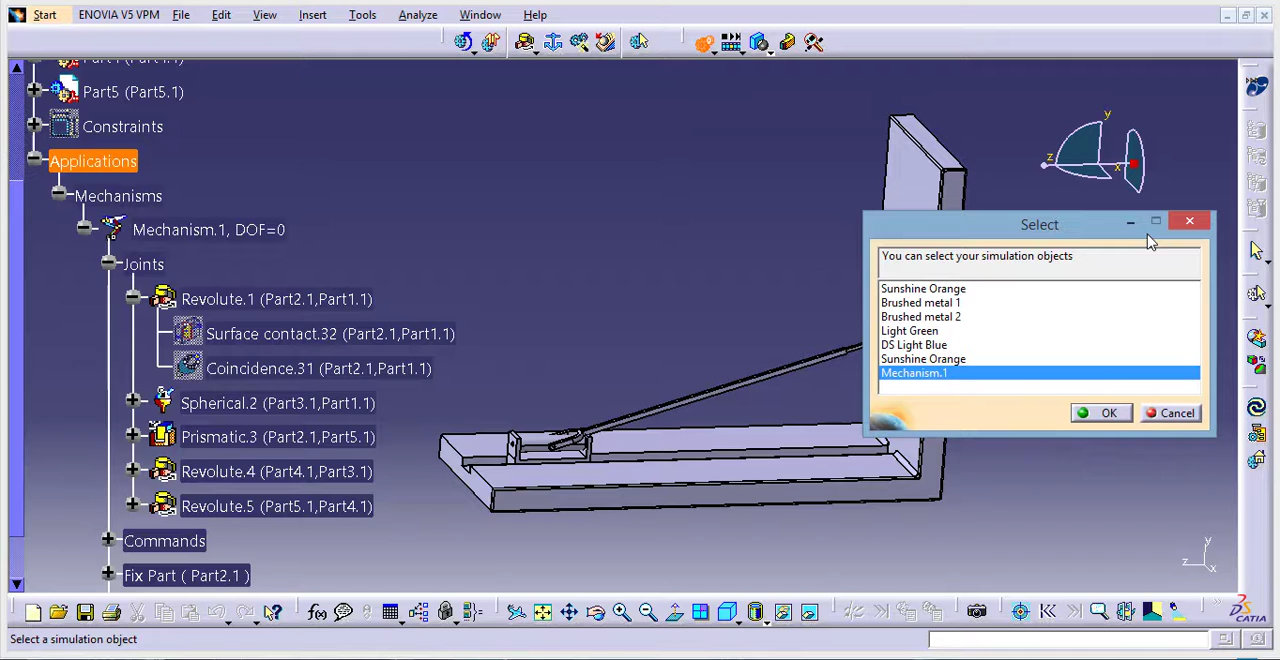 Start ENOVIA V5 VPM File Edit View Insert Tools Analyze Window Help
Part5 (Part5.1)
Constraints
Applications
Mechanisms
Mechanism.1, DOF=0
Joints
Revolute.1 (Part2.1,Part1.1)
Surface contact.32 (Part2.1,Part1.1)
Coincidence.31 (Part2.1,Part1.1)
Spherical.2 (Part3.1,Part1.1)
Prismatic.3 (Part2.1,Part5.1)
Revolute.4 (Part4.1,Part3.1)
Revolute.5 (Part5.1,Part4.1)
Commands
Fix Part ( Part2.1 )
y
z
x
Select
You can select your simulation objects
Sunshine Orange
Brushed metal 1
Brushed metal 2
Light Green
DS Light Blue
Sunshine Orange
Mechanism.1
OK Cancel
y
z
x
f(x)
CATIA
Select a simulation object